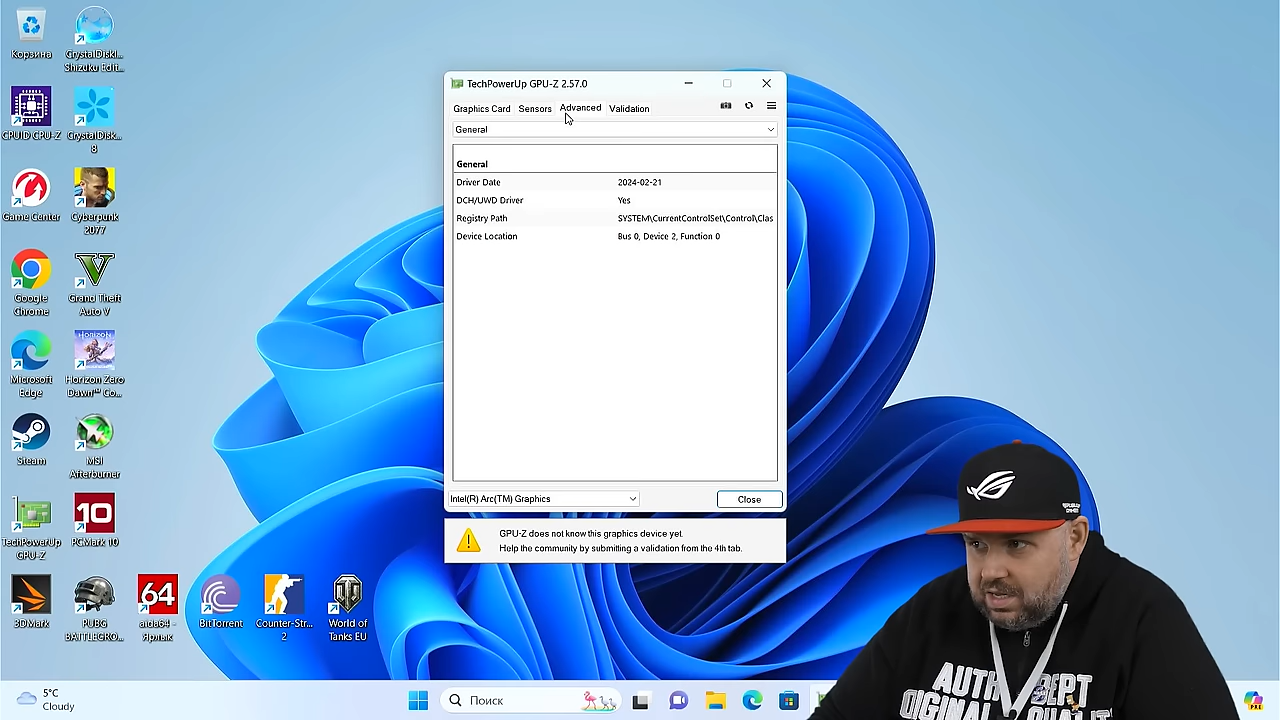 Корзина
CrystalDiskI...
Shizuku Edit...
CPUID CPU-Z
CrystalDisk...
8
Game Center
Cyberpunk
2077
Google
Chrome
Grand Theft
Auto V
HORIZON
Microsoft
Edge
Horizon Zero
Dawn™ Co...
Steam
MSI
Afterburner
TechPowerUp
GPU-Z
10
PCMark 10
3DMark
PUBG
BATTLEGRO...
64
aida64 -
Ярлык
BitTorrent
Counter-Str...
2
World of
Tanks EU
TechPowerUp GPU-Z 2.57.0
Graphics Card Sensors Advanced Validation
General
General
Driver Date 2024-02-21
DCH/UWD Driver Yes
Registry Path SYSTEM\CurrentControlSet\Control\Clas
Device Location Bus 0, Device 2, Function 0
Intel(R) Arc(TM) Graphics
Close
GPU-Z does not know this graphics device yet.
Help the community by submitting a validation from the 4th tab.
5°C
Cloudy
Поиск
PRE